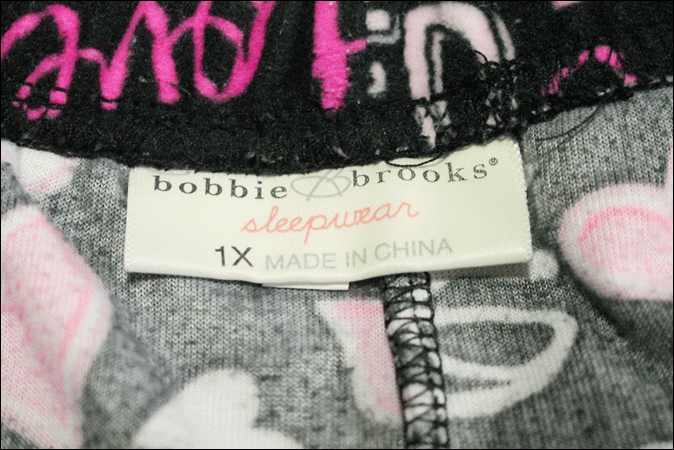 bobbie brooks®
sleepwear
1X MADE IN CHINA